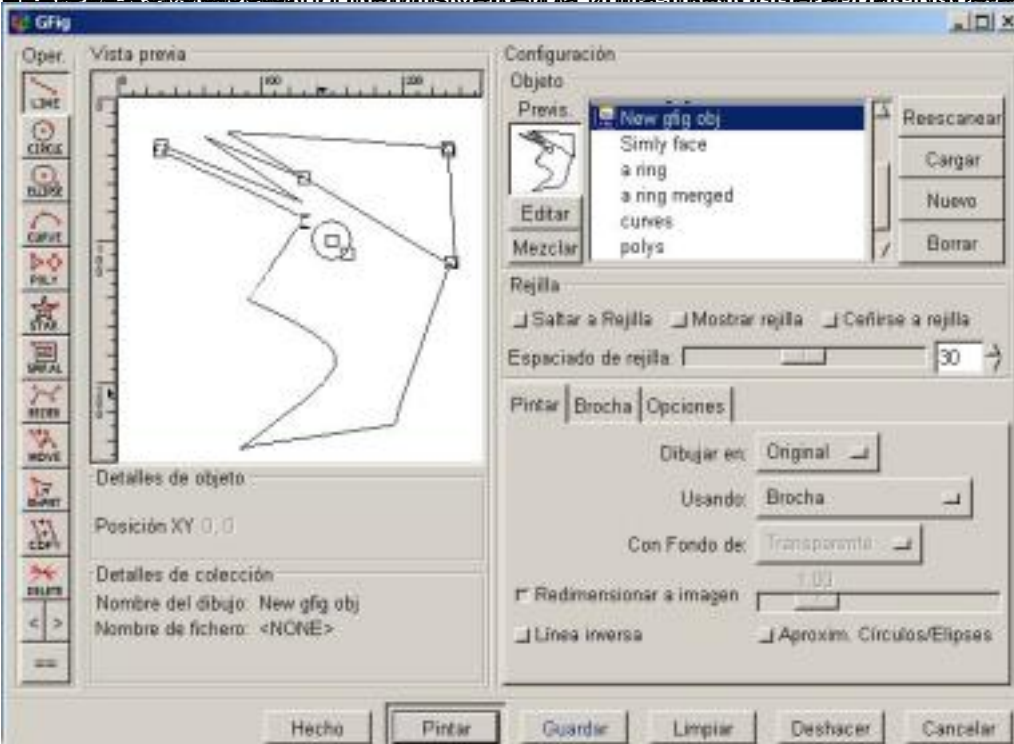 GFig
Oper.
Vista previa
Configuración
Objeto
Previs.
0
100
200
New gfig obj
Simly face
a ring
a ring merged
curves
polys
Reescanear
Cargar
Nuevo
Borrar
Editar
Mezclar
LINE
CIRCLE
ELLIPSE
CURVE
POLY
STAR
SPIRAL
BEZIER
MOVE
MVPNT
COPY
DELETE
< >
==
Rejilla
Saltar a Rejilla
Mostrar rejilla
Ceñirse a rejilla
Espaciado de rejilla:
30
Pintar
Brocha
Opciones
Dibujar en:
Original
Usando:
Brocha
Con Fondo de:
Transparente
Redimensionar a imagen
1.00
Línea inversa
Aproxim. Círculos/Elipses
Detalles de objeto
Posición XY 0, 0
Detalles de colección
Nombre del dibujo: New gfig obj
Nombre de fichero: <NONE>
Hecho
Pintar
Guardar
Limpiar
Deshacer
Cancelar